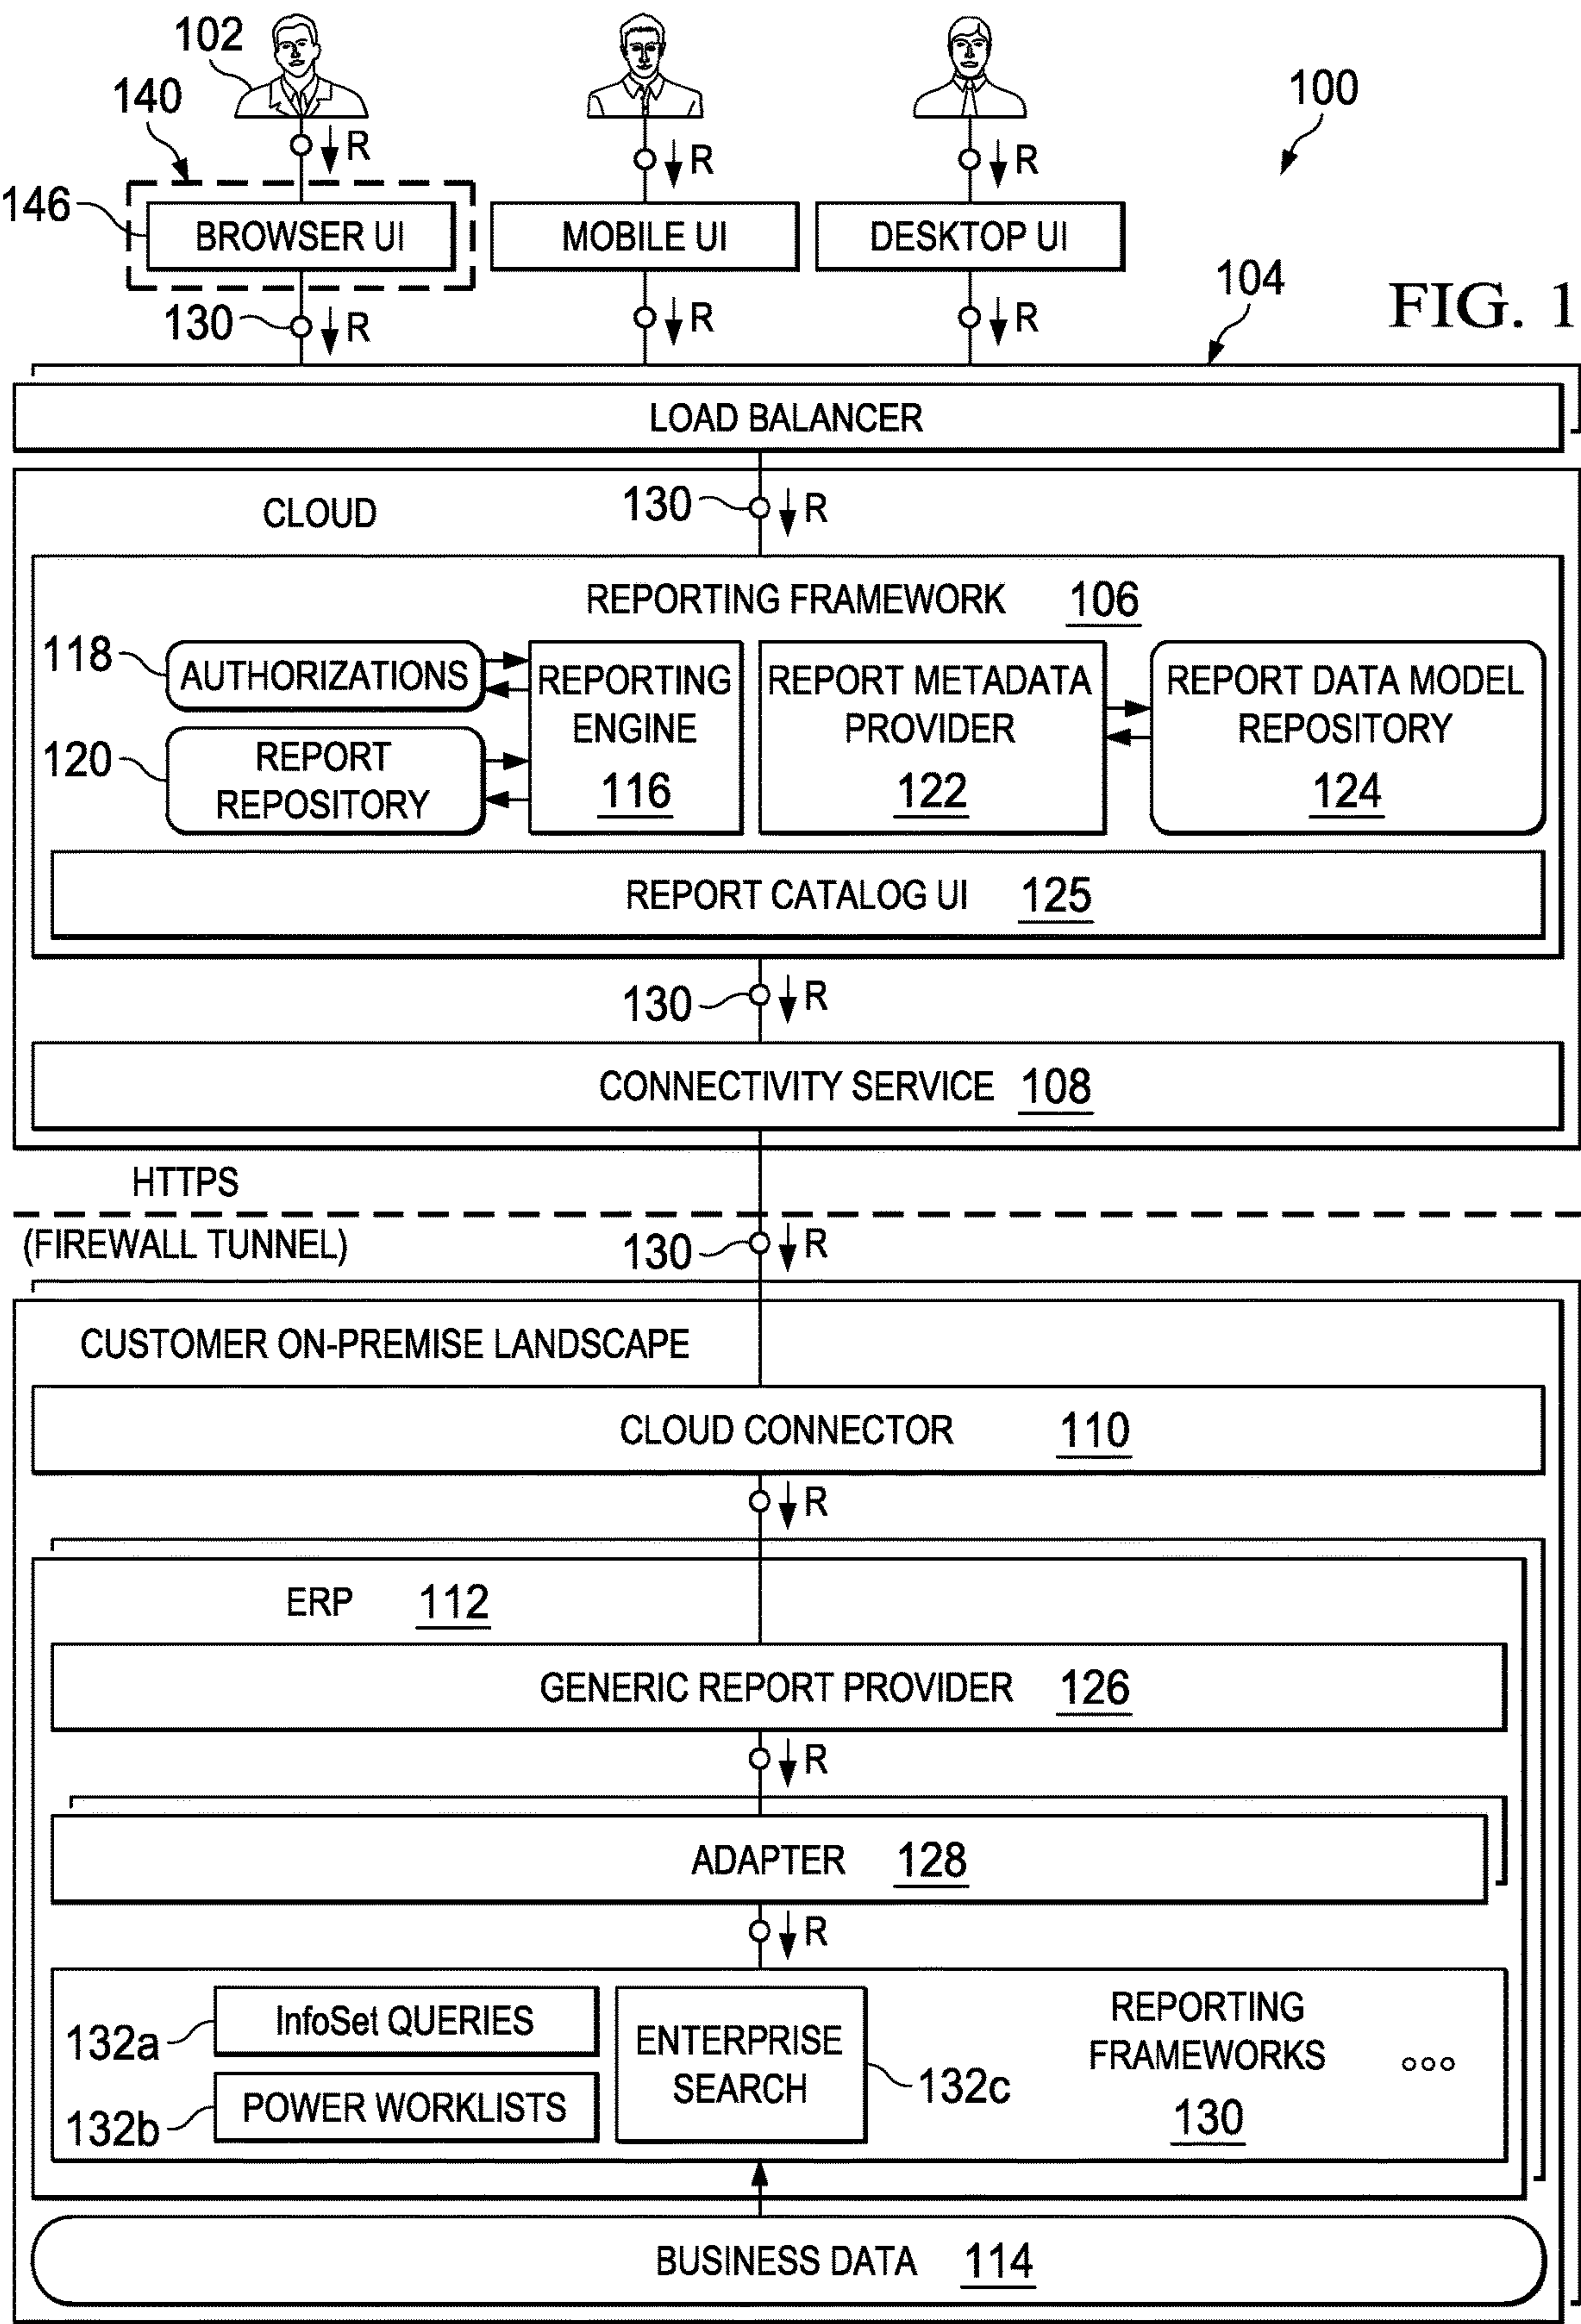 102
140
100
R
R
R
146
BROWSER UI
MOBILE UI
DESKTOP UI
104
FIG. 1
130
R
R
R
LOAD BALANCER
CLOUD
130
R
REPORTING FRAMEWORK 106
118
AUTHORIZATIONS
REPORTING
ENGINE
116
REPORT METADATA
PROVIDER
122
REPORT DATA MODEL
REPOSITORY
124
120
REPORT
REPOSITORY
REPORT CATALOG UI 125
130
R
CONNECTIVITY SERVICE 108
HTTPS
(FIREWALL TUNNEL)
130
R
CUSTOMER ON-PREMISE LANDSCAPE
CLOUD CONNECTOR 110
R
ERP 112
GENERIC REPORT PROVIDER 126
R
ADAPTER 128
R
132a
InfoSet QUERIES
132b
POWER WORKLISTS
ENTERPRISE
SEARCH
132c
REPORTING
FRAMEWORKS
130
BUSINESS DATA 114